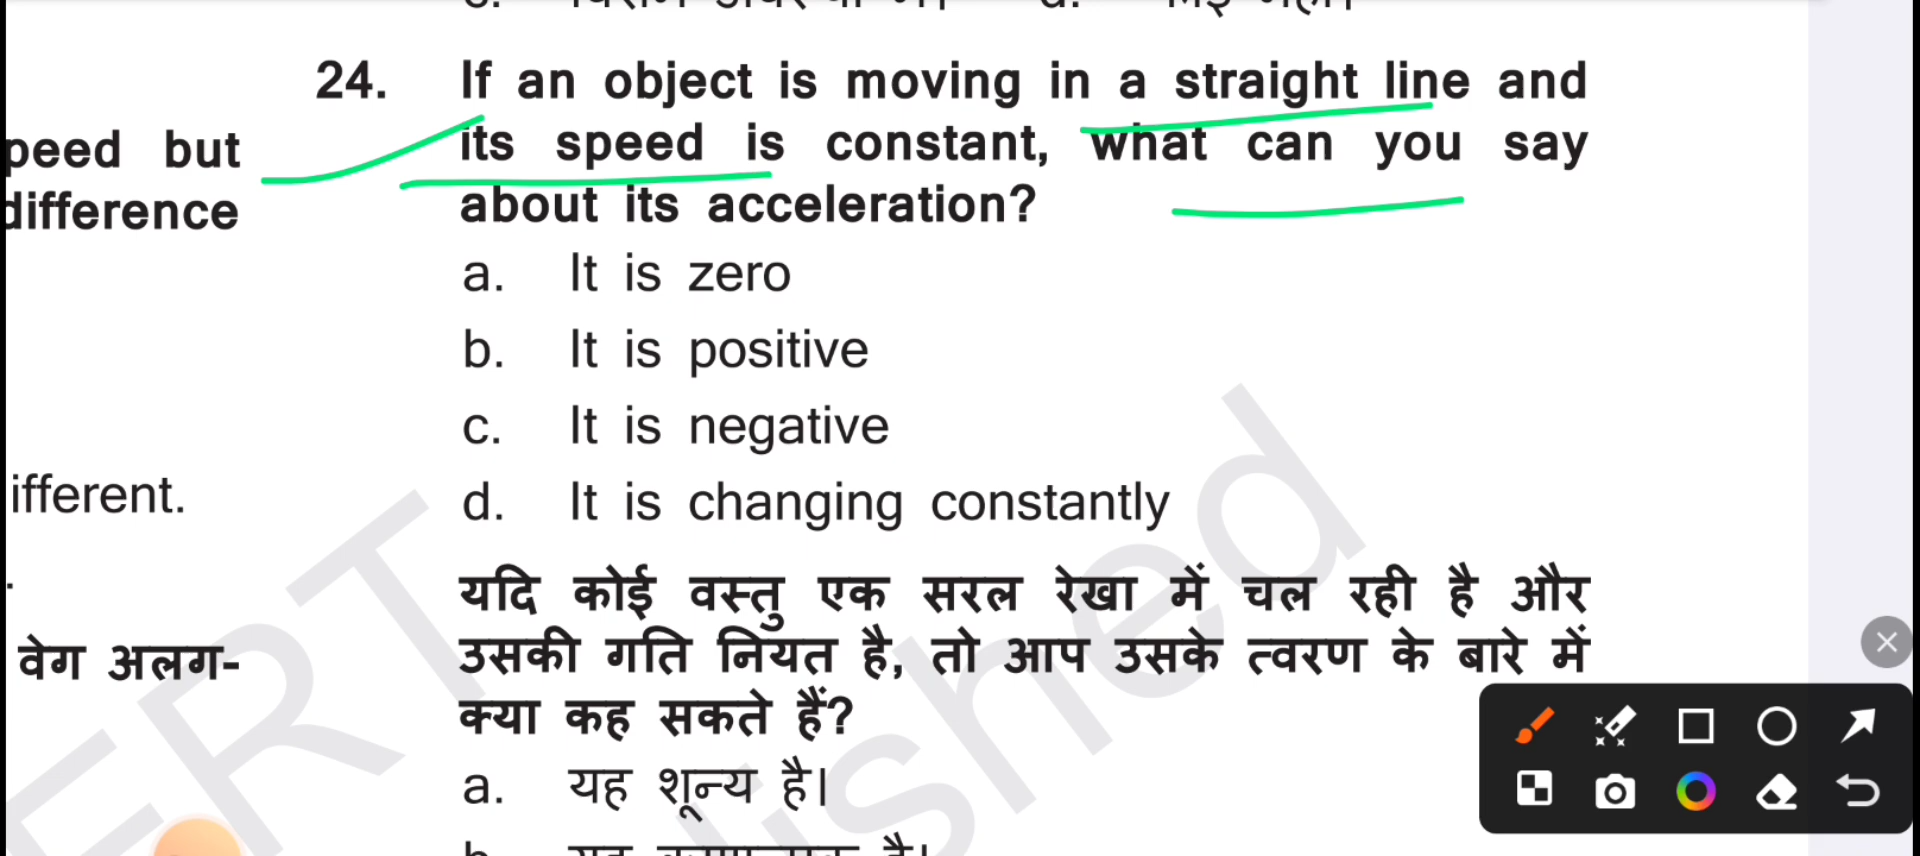 24. If an object is moving in a straight line and
its speed is constant, what can you say
about its acceleration?
a. It is zero
b. It is positive
c. It is negative
d. It is changing constantly
यदि कोई वस्तु एक सरल रेखा में चल रही है और
उसकी गति नियत है, तो आप उसके त्वरण के बारे में
क्या कह सकते हैं?
a. यह शून्य है।
peed but
difference
ifferent.
वेग अलग-
ERT
lished